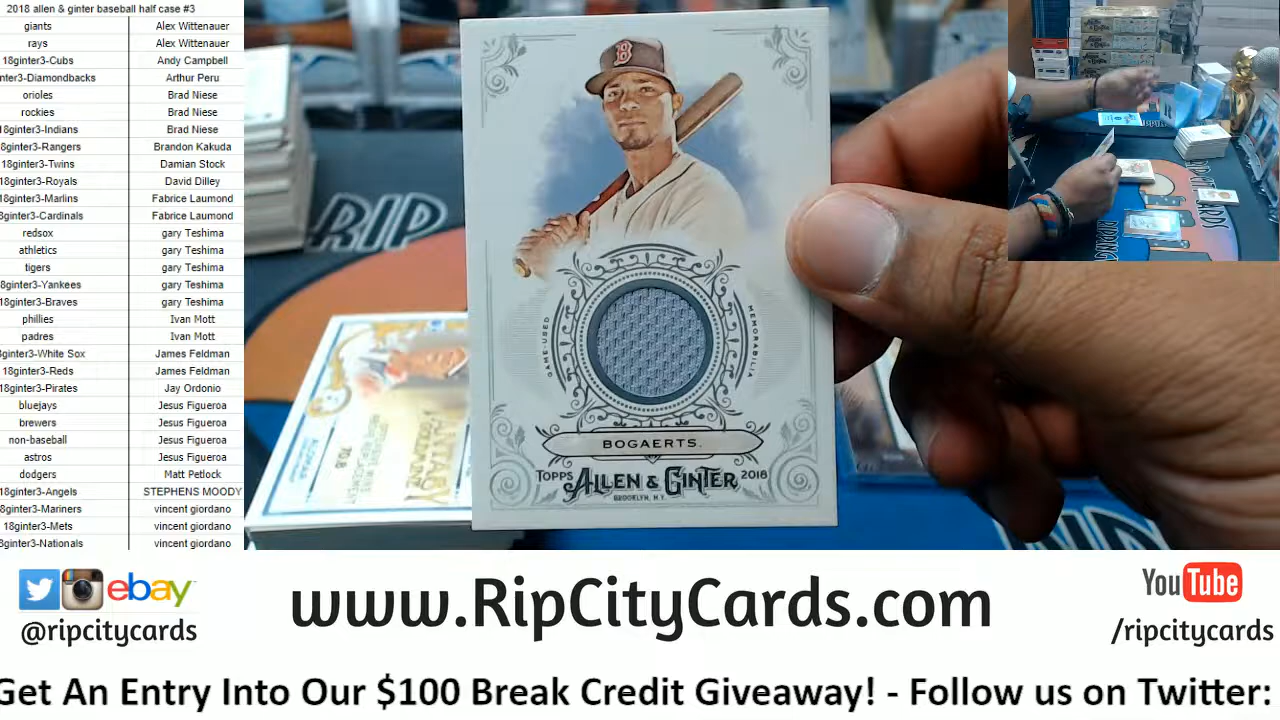 2018 allen & ginter baseball half case #3
giants Alex Wittenauer
rays Alex Wittenauer
18ginter3-Cubs Andy Campbell
nter3-Diamondbacks Arthur Peru
orioles Brad Niese
rockies Brad Niese
18ginter3-Indians Brad Niese
8ginter3-Rangers Brandon Kakuda
18ginter3-Twins Damian Stock
18ginter3-Royals David Dilley
18ginter3-Marlins Fabrice Laumond
8ginter3-Cardinals Fabrice Laumond
redsox gary Teshima
athletics gary Teshima
tigers gary Teshima
8ginter3-Yankees gary Teshima
18ginter3-Braves gary Teshima
phillies Ivan Mott
padres Ivan Mott
ginter3-White Sox James Feldman
18ginter3-Reds James Feldman
18ginter3-Pirates Jay Ordonio
bluejays Jesus Figueroa
brewers Jesus Figueroa
non-baseball Jesus Figueroa
astros Jesus Figueroa
dodgers Matt Petlock
18ginter3-Angels STEPHENS MOODY
8ginter3-Mariners vincent giordano
18ginter3-Mets vincent giordano
ginter3-Nationals vincent giordano
B
GAME-USED
MEMORABILIA
BOGAERTS.
TOPPS ALLEN & GINTER 2018
BROOKLYN, N.Y.
RIP
ebay
@ripcitycards
www.RipCityCards.com
YouTube
/ripcitycards
Get An Entry Into Our $100 Break Credit Giveaway! - Follow us on Twitter: